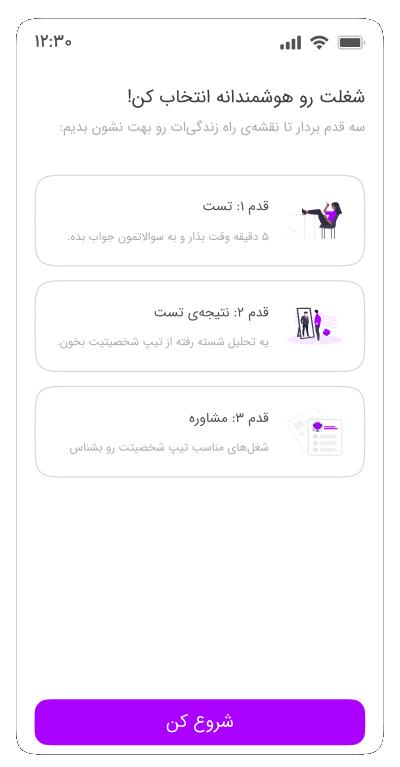 ۱۲:۳۰
شغلت رو هوشمندانه انتخاب کن!
سه قدم بردار تا نقشه‌ی راه زندگی‌ات رو بهت نشون بدیم:
قدم ۱: تست
۵ دقیقه وقت بذار و به سوالاتمون جواب بده.
قدم ۲: نتیجه‌ی تست
یه تحلیل شسته رفته از تیپ شخصیتیت بخون.
قدم ۳: مشاوره
شغل‌های مناسب تیپ شخصیتت رو بشناس
شروع کن